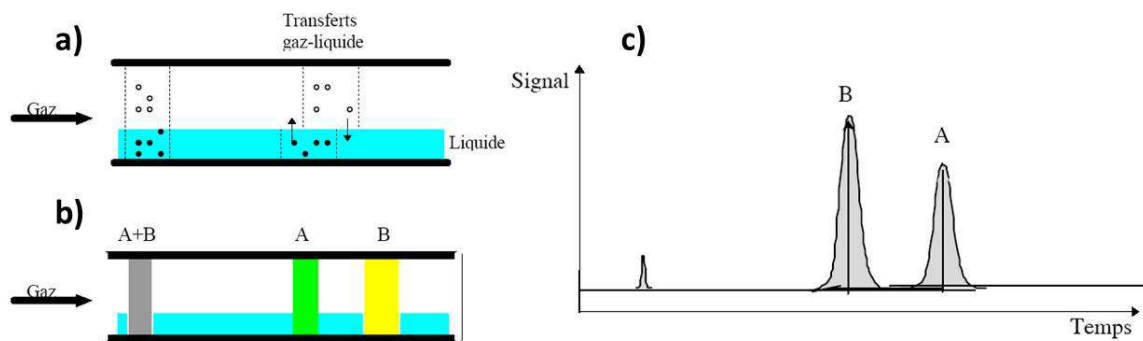 a)
Transferts
gaz-liquide
Gaz
Liquide
b)
A+B A B
Gaz
c)
Signal
B
A
Temps